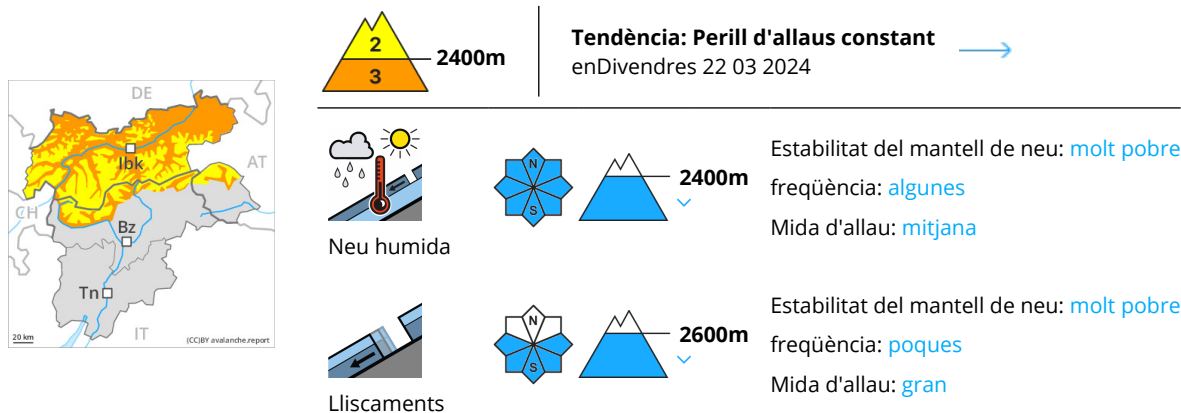 2
3
2400m
Tendència: Perill d'allaus constant
enDivendres 22 03 2024
DE
AT
CH
IT
Ibk
Bz
Tn
20 km
(CC)BY avalanche.report
Neu humida
N
S
2400m
Estabilitat del mantell de neu: molt pobre
freqüència: algunes
Mida d'allau: mitjana
Lliscaments
N
S
2600m
Estabilitat del mantell de neu: molt pobre
freqüència: poques
Mida d'allau: gran